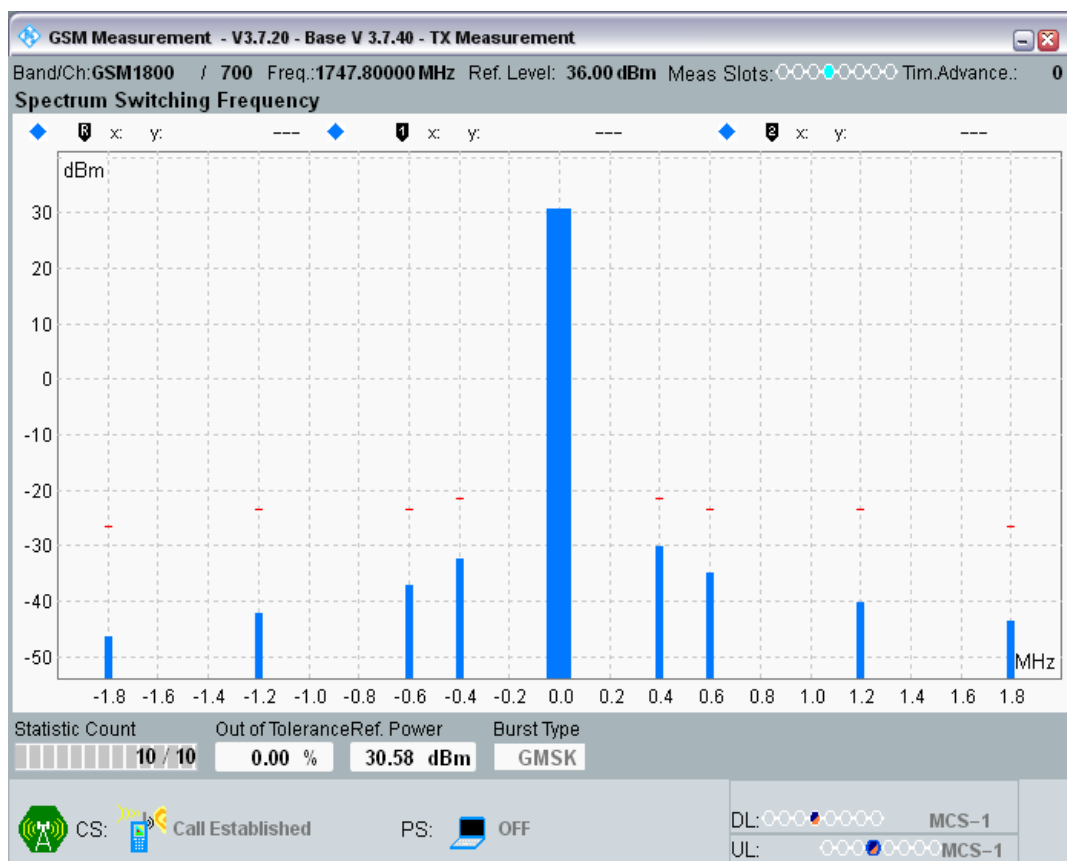 GSM Measurement - V3.7.20 - Base V 3.7.40 - TX Measurement
Band/Ch:GSM1800 / 700 Freq.:1747.80000 MHz Ref. Level: 36.00 dBm Meas Slots: Tim.Advance.: 0
Spectrum Switching Frequency
R x: y: --- 1 x: y: --- 2 x: y: ---
dBm
30
20
10
0
-10
-20
-30
-40
-50
MHz
-1.8 -1.6 -1.4 -1.2 -1.0 -0.8 -0.6 -0.4 -0.2 0.0 0.2 0.4 0.6 0.8 1.0 1.2 1.4 1.6 1.8
Statistic Count Out of Tolerance Ref. Power Burst Type
10 / 10 0.00 % 30.58 dBm GMSK
CS: Call Established PS: OFF
DL: MCS-1
UL: MCS-1